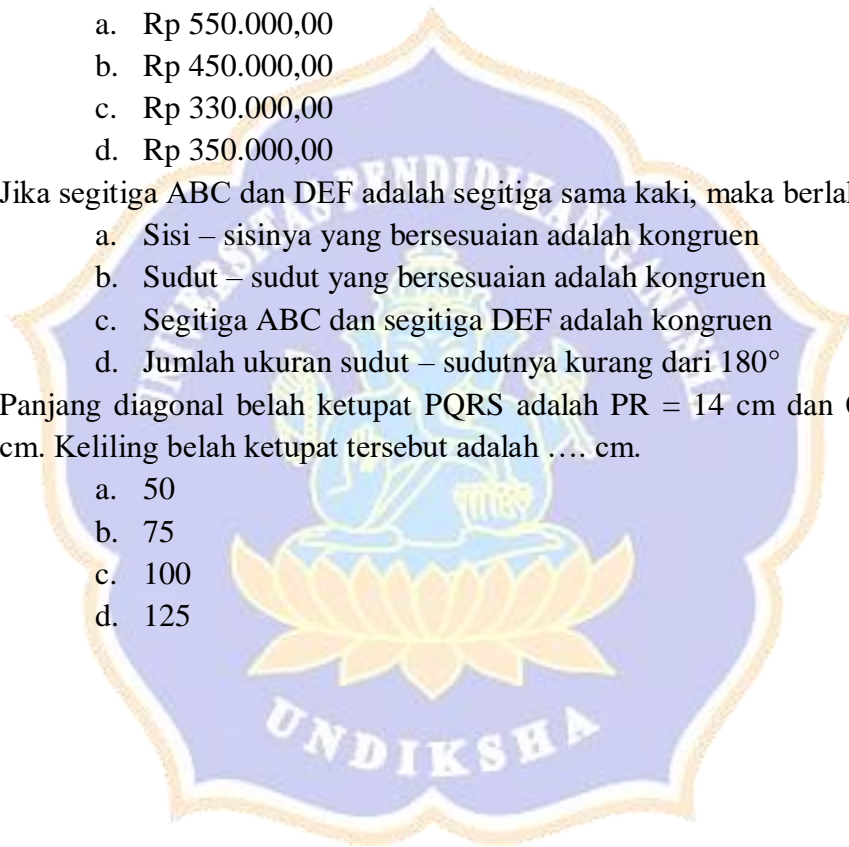 a. Rp 550.000,00
b. Rp 450.000,00
c. Rp 330.000,00
d. Rp 350.000,00
Jika segitiga ABC dan DEF adalah segitiga sama kaki, maka
a. Sisi – sisinya yang bersesuaian adalah kongruen
b. Sudut – sudut yang bersesuaian adalah kongruen
c. Segitiga ABC dan segitiga DEF adalah kongruen
d. Jumlah ukuran sudut – sudutnya kurang dari 180°
Panjang diagonal belah ketupat PQRS adalah PR = 14 cm dan
cm. Keliling belah ketupat tersebut adalah …. cm.
a. 50
b. 75
c. 100
d. 125
UNIVERSITAS PENDIDIKAN GANESHA
UNDIKSHA